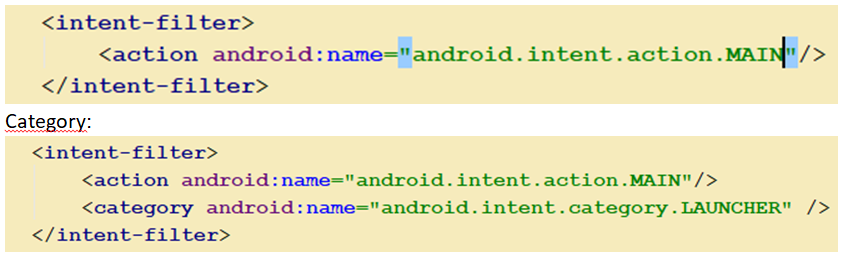 <intent-filter>
<action android:name="android.intent.action.MAIN"/>
</intent-filter>
Category:
<intent-filter>
<action android:name="android.intent.action.MAIN"/>
<category android:name="android.intent.category.LAUNCHER" />
</intent-filter>